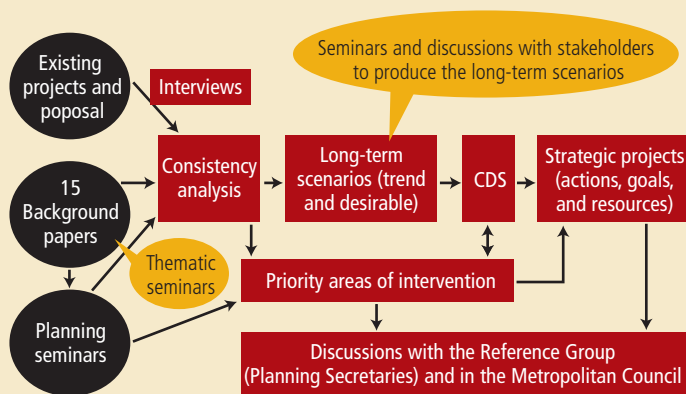 Existing
projects and
poposal
Interviews
Seminars and discussions with stakeholders
to produce the long-term scenarios
15
Background
papers
Consistency
analysis
Long-term
scenarios (trend
and desirable)
CDS
Strategic projects
(actions, goals,
and resources)
Thematic
seminars
Planning
seminars
Priority areas of intervention
Discussions with the Reference Group
(Planning Secretaries) and in the Metropolitan Council